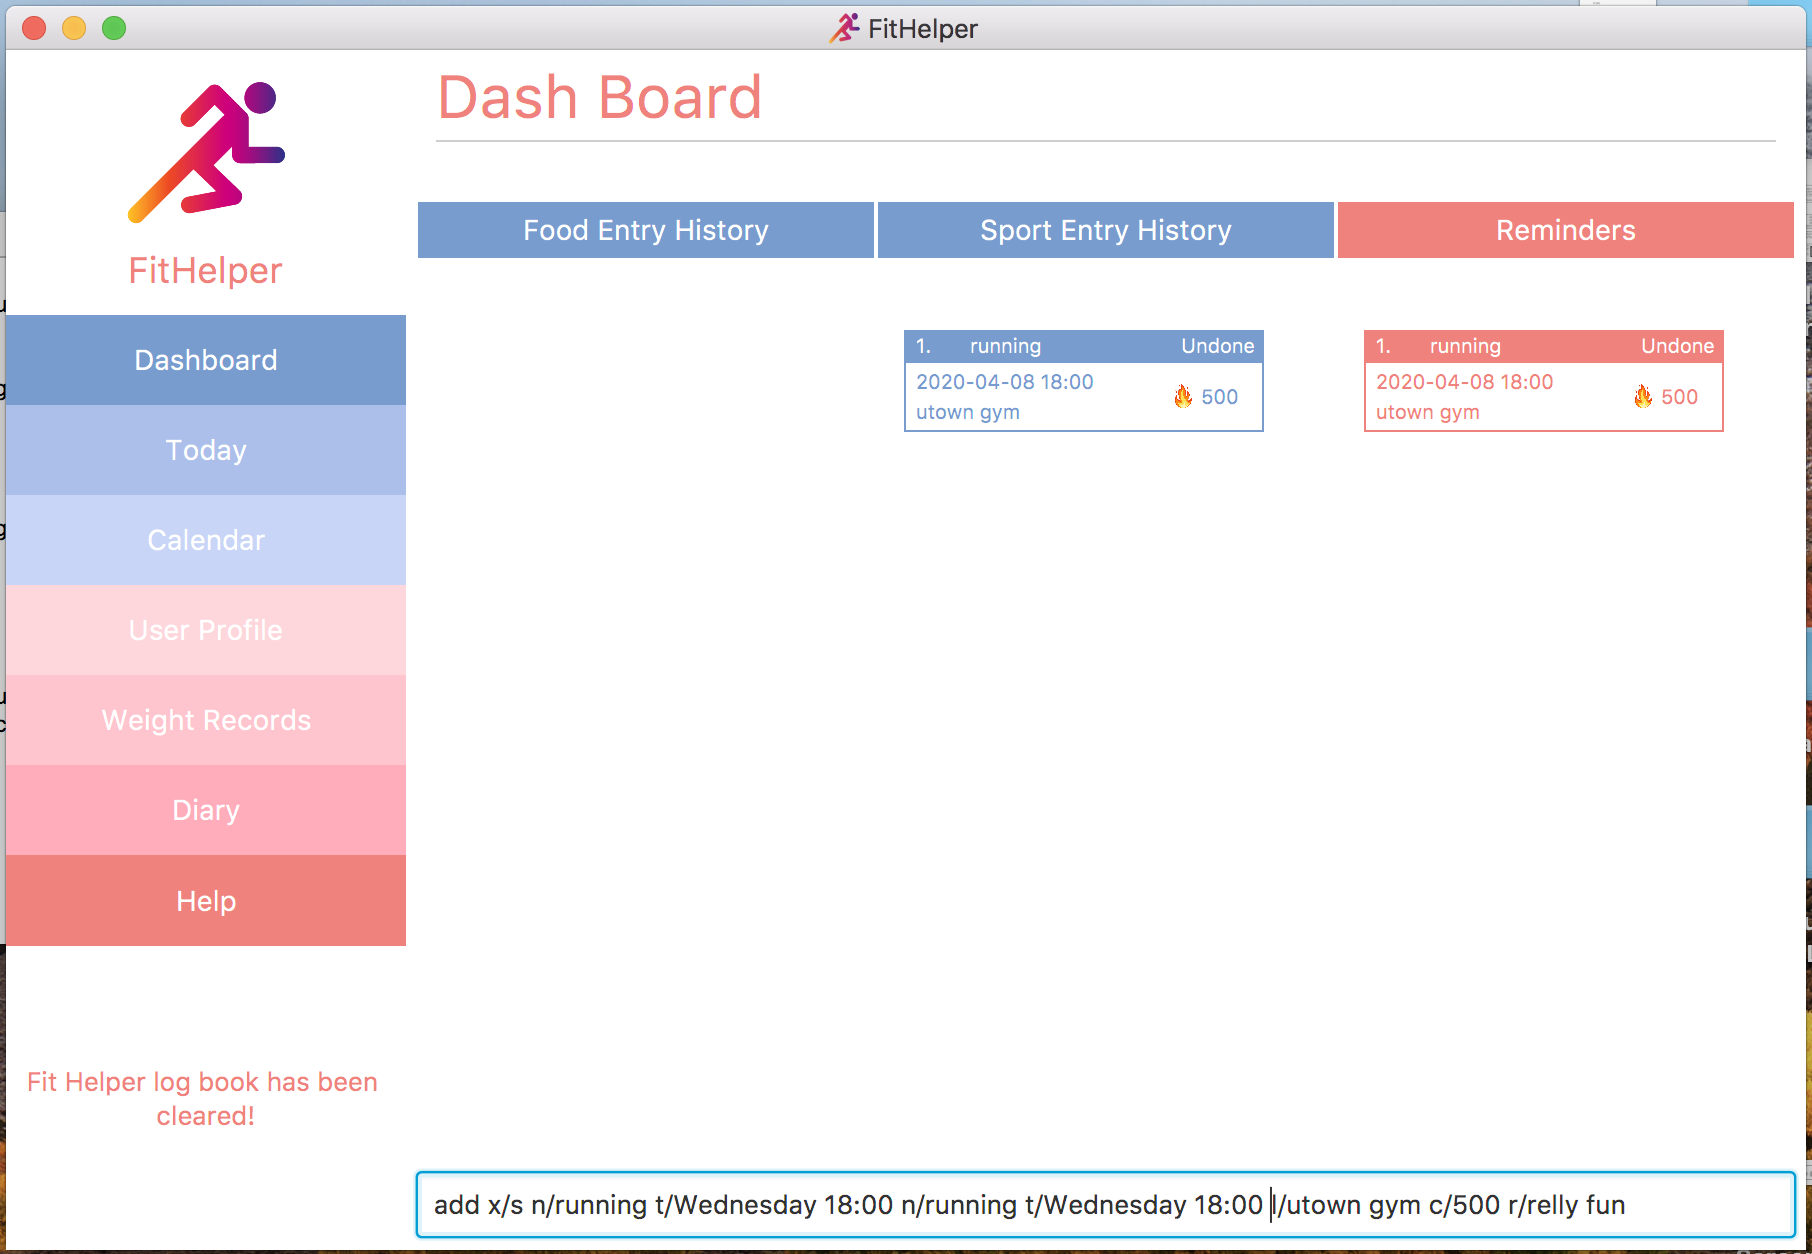 FitHelper
Dash Board
FitHelper
Food Entry History
Sport Entry History
Reminders
Dashboard
Today
Calendar
User Profile
Weight Records
Diary
Help
1. running Undone
2020-04-08 18:00
500
utown gym
1. running Undone
2020-04-08 18:00
500
utown gym
Fit Helper log book has been
cleared!
add x/s n/running t/Wednesday 18:00 n/running t/Wednesday 18:00 l/utown gym c/500 r/relly fun